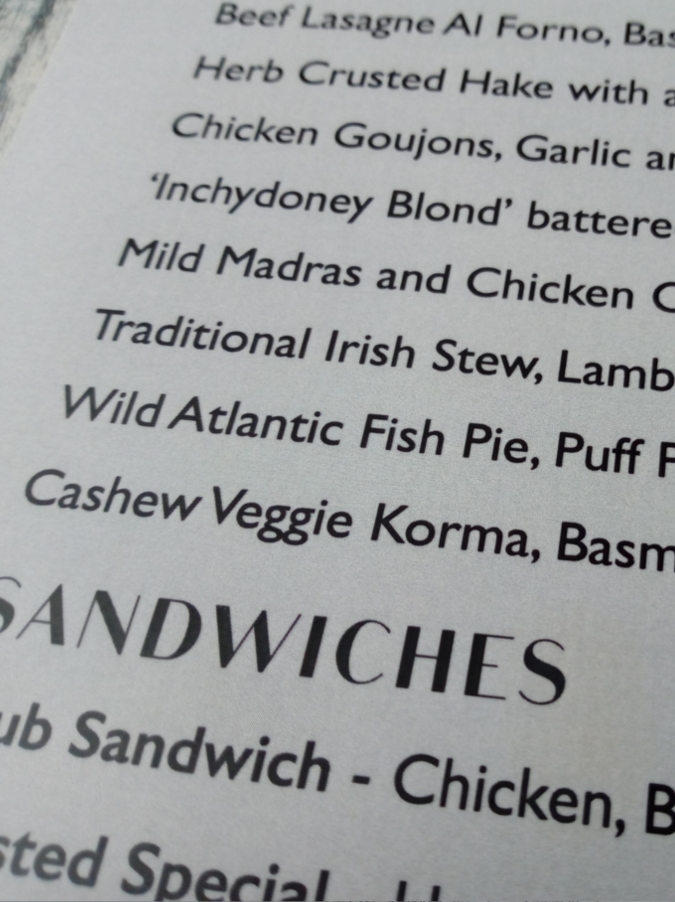 Beef Lasagne Al Forno, Bas
Herb Crusted Hake with a
Chicken Goujons, Garlic an
'Inchydoney Blond' battere
Mild Madras and Chicken C
Traditional Irish Stew, Lamb
Wild Atlantic Fish Pie, Puff P
Cashew Veggie Korma, Basm
SANDWICHES
ub Sandwich - Chicken, B
sted Special